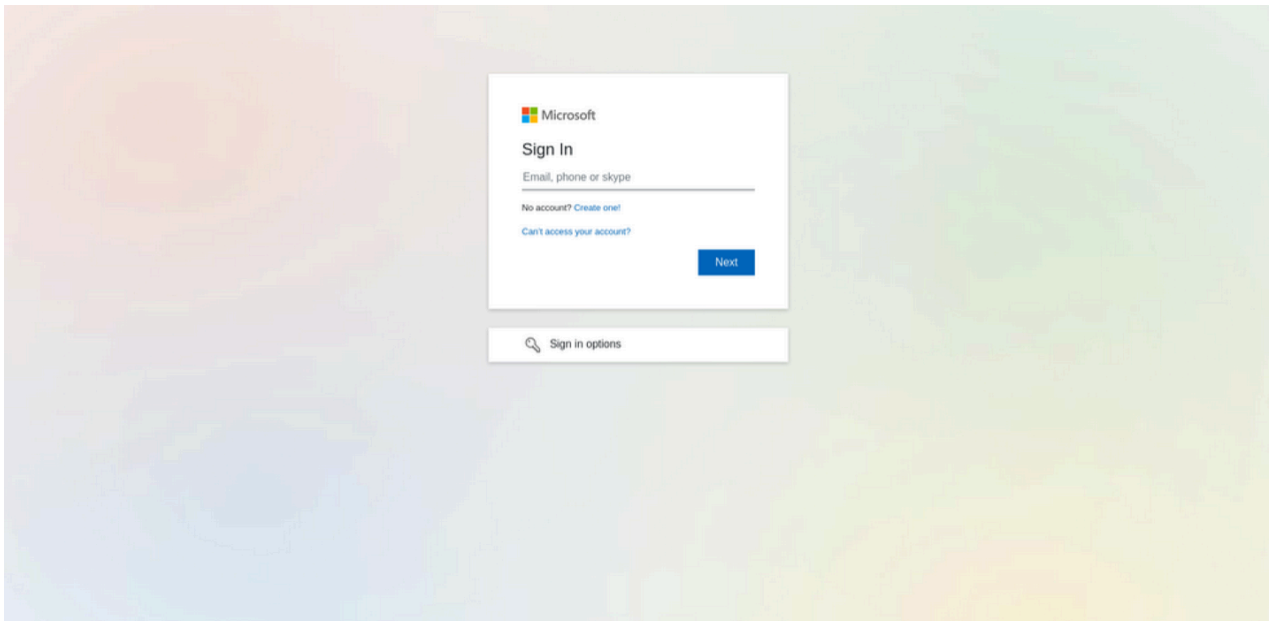 Microsoft
Sign In
Email, phone or skype
No account? Create one!
Can't access your account?
Next
Sign in options